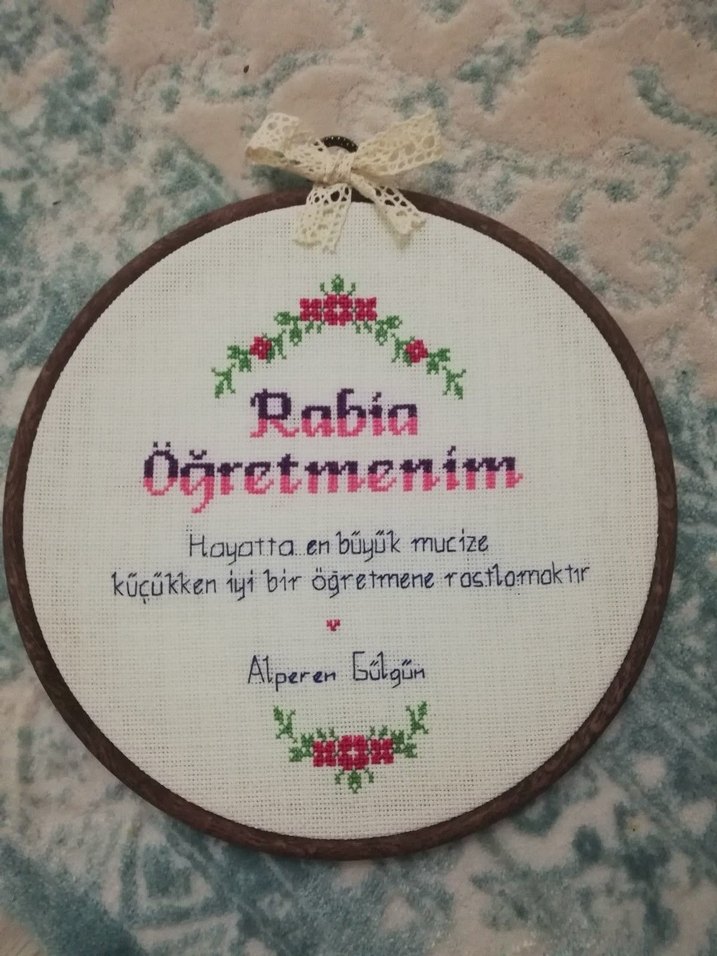 Rabia
Öğretmenim
Hayatta en büyük mucize
küçükken iyi bir öğretmene rastlamaktır
Alperen Gülgün